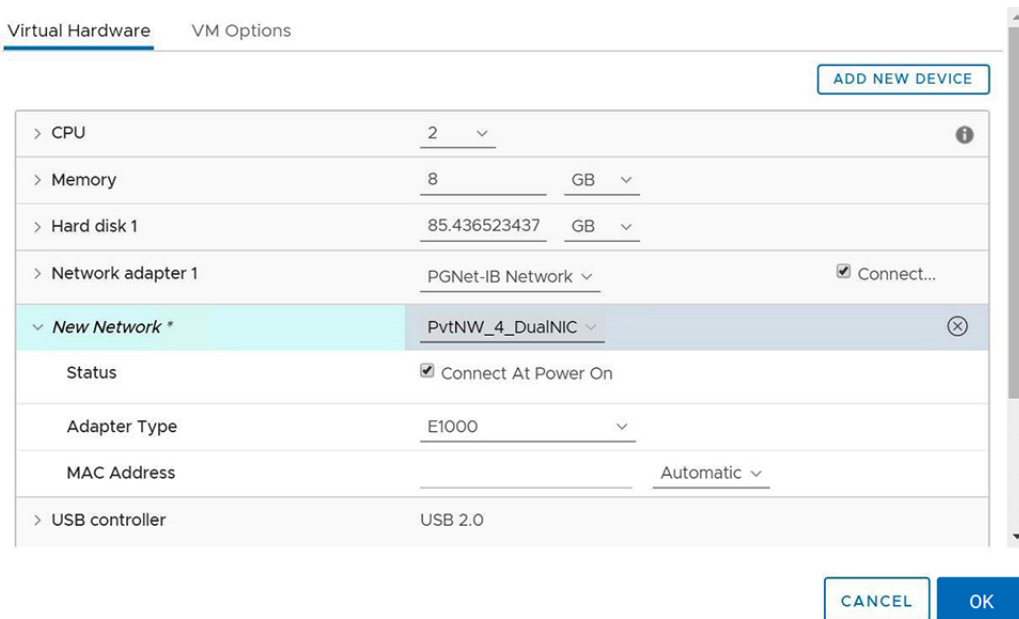 Virtual Hardware VM Options
ADD NEW DEVICE
CPU 2
Memory 8 GB
Hard disk 1 85.436523437 GB
Network adapter 1 PGNet-IB Network Connect...
New Network * PvtNW_4_DualNIC
Status Connect At Power On
Adapter Type E1000
MAC Address Automatic
USB controller USB 2.0
CANCEL OK